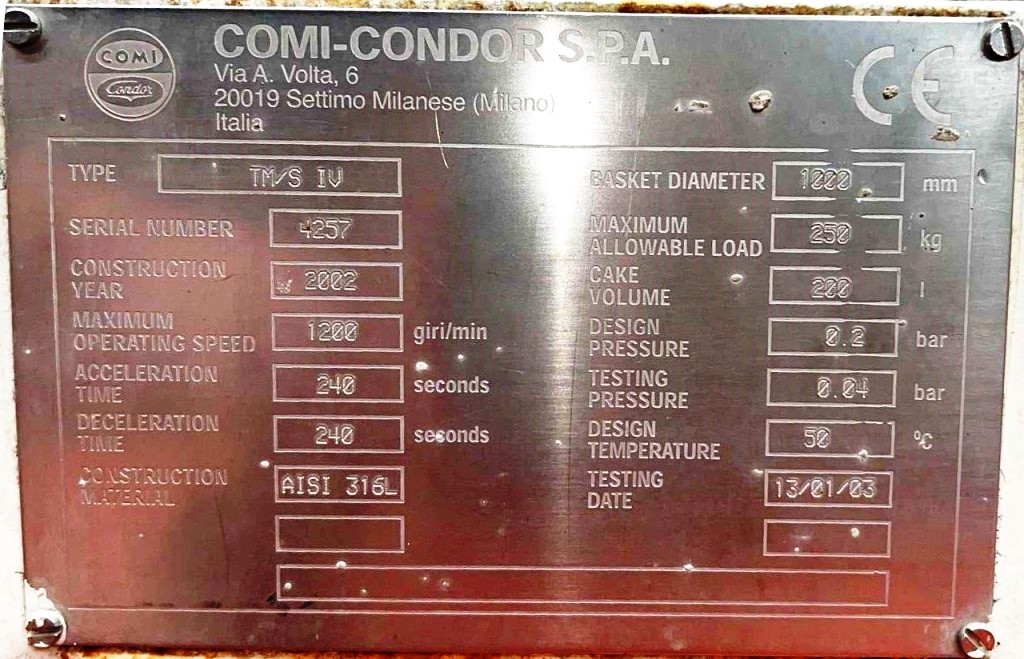 COMI
Condor
COMI-CONDOR S.P.A.
Via A. Volta, 6
20019 Settimo Milanese (Milano)
Italia
CE
TYPE TM/S IV
SERIAL NUMBER 4257
CONSTRUCTION
YEAR 2002
MAXIMUM
OPERATING SPEED 1200 giri/min
ACCELERATION
TIME 240 seconds
DECELERATION
TIME 240 seconds
CONSTRUCTION
MATERIAL AISI 316L
BASKET DIAMETER 1000 mm
MAXIMUM
ALLOWABLE LOAD 250 kg
CAKE
VOLUME 200 l
DESIGN
PRESSURE 0.2 bar
TESTING
PRESSURE 0.04 bar
DESIGN
TEMPERATURE 50 °C
TESTING
DATE 13/01/03